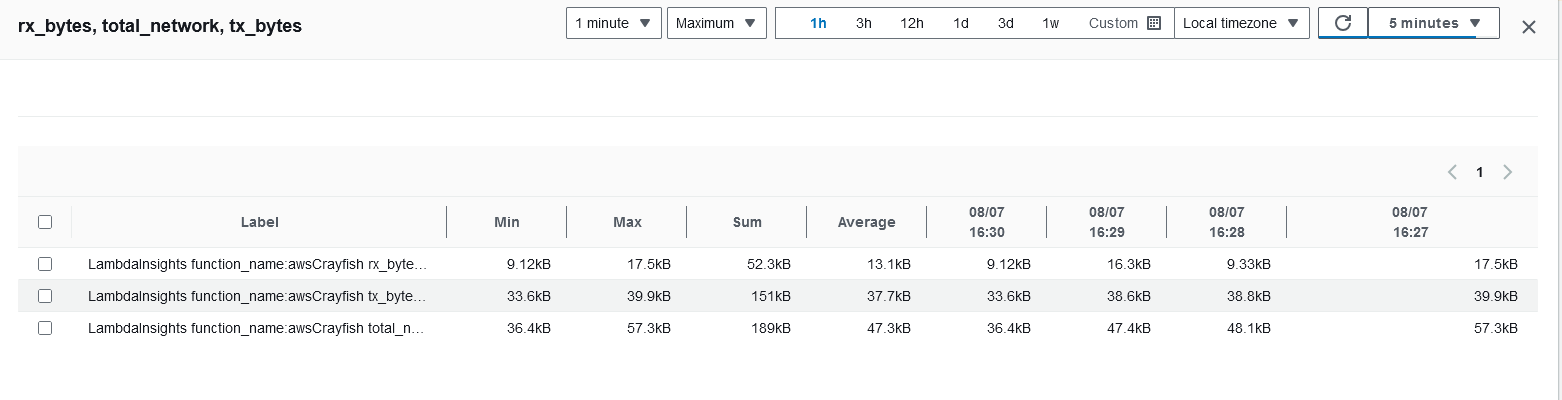 rx_bytes, total_network, tx_bytes
1 minute Maximum 1h 3h 12h 1d 3d 1w Custom Local timezone 5 minutes
1
Label Min Max Sum Average 08/07 16:30 08/07 16:29 08/07 16:28 08/07 16:27
LambdaInsights function_name:awsCrayfish rx_byte… 9.12kB 17.5kB 52.3kB 13.1kB 9.12kB 16.3kB 9.33kB 17.5kB
LambdaInsights function_name:awsCrayfish tx_byte… 33.6kB 39.9kB 151kB 37.7kB 33.6kB 38.6kB 38.8kB 39.9kB
LambdaInsights function_name:awsCrayfish total_n… 36.4kB 57.3kB 189kB 47.3kB 36.4kB 47.4kB 48.1kB 57.3kB